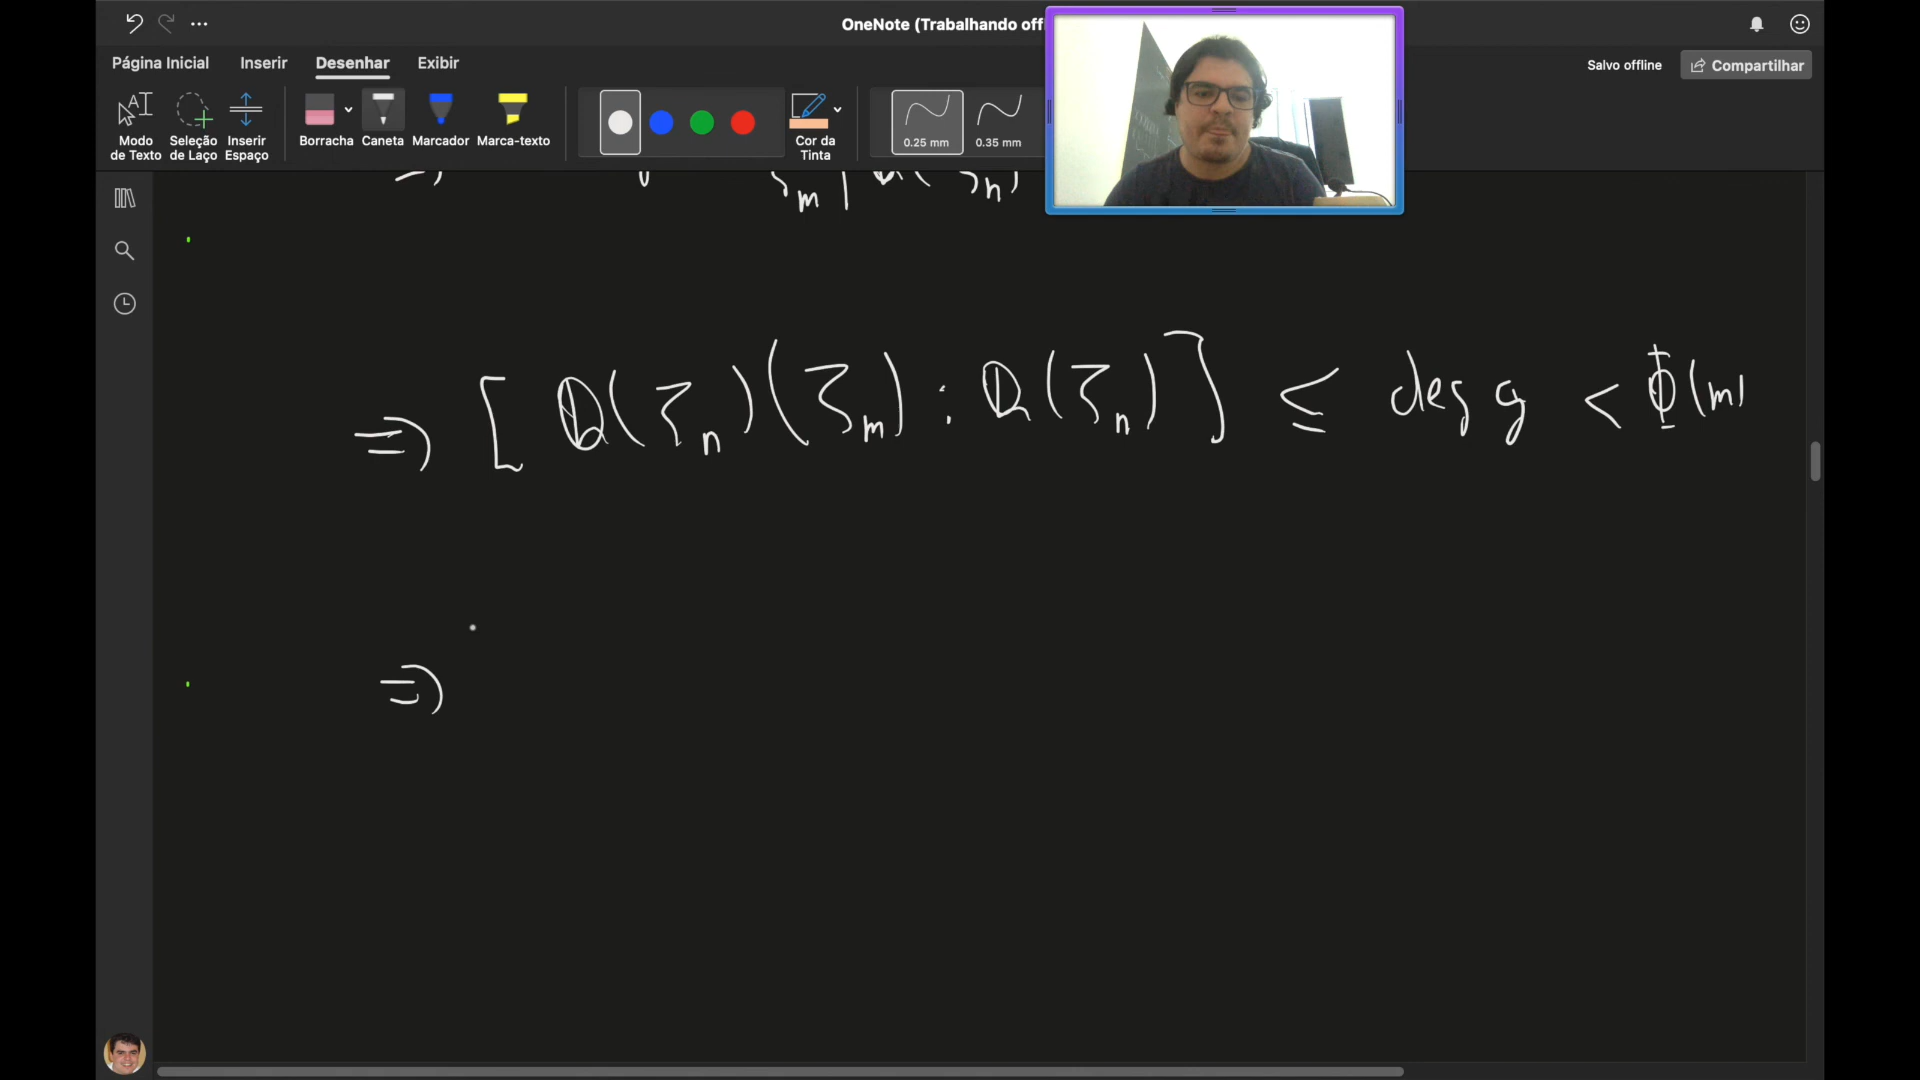 OneNote (Trabalhando off
Página Inicial Inserir Desenhar Exibir
Salvo offline Compartilhar
Modo de Texto Seleção de Laço Inserir Espaço Borracha Caneta Marcador Marca-texto Cor da Tinta 0.25 mm 0.35 mm
=> [ ℚ(ζₙ)(ζₘ) : ℚ(ζₙ) ] ≤ deg g < Φ(m)
=>